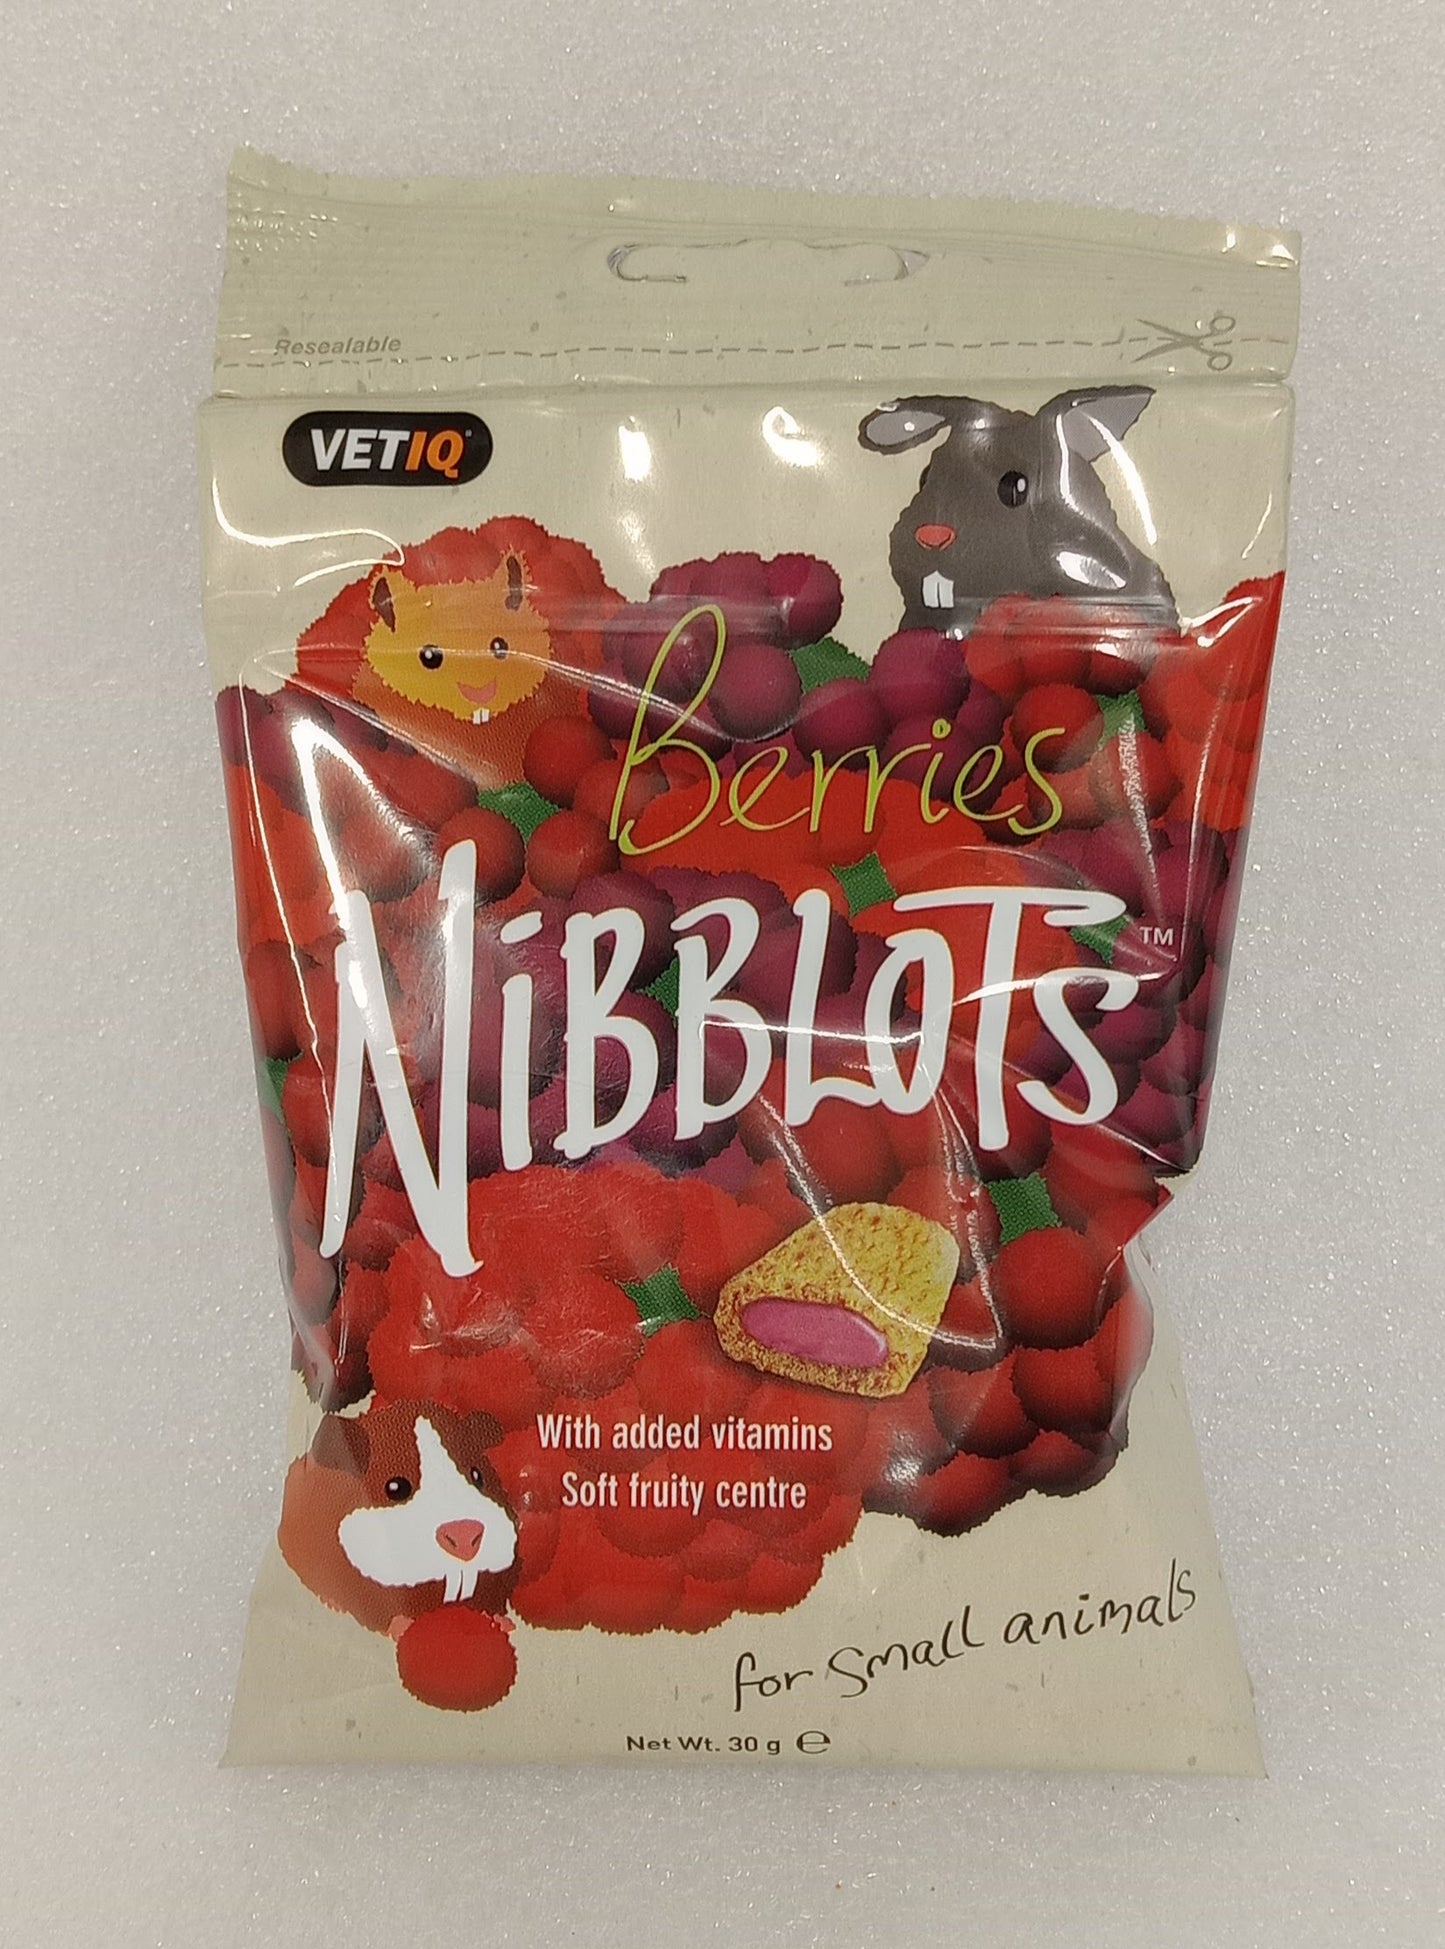 Resealable
VETIQ®
Berries
NiBBLOTS™
With added vitamins
Soft fruity centre
for small animals
Net Wt. 30 g ℮